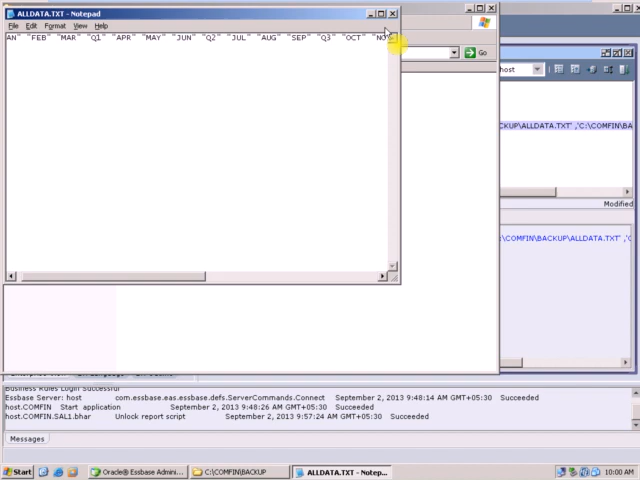 ALLDATA.TXT - Notepad
File Edit Format View Help
AN" "FEB" "MAR" "Q1" "APR" "MAY" "JUN" "Q2" "JUL" "AUG" "SEP" "Q3" "OCT" "NO
Go
host
CKUP\ALLDATA.TXT' ,'C:\COMFIN\BA
Modified
:\COMFIN\BACKUP\ALLDATA.TXT' ,'C
Business Rules Login Successful
Essbase Server: host com.essbase.eas.essbase.defs.ServerCommands.Connect September 2, 2013 9:48:14 AM GMT+05:30 Succeeded
host.COMFIN Start application September 2, 2013 9:48:26 AM GMT+05:30 Succeeded
host.COMFIN.SAL1.bhar Unlock report script September 2, 2013 9:57:24 AM GMT+05:30 Succeeded
Messages
Start Oracle® Essbase Admini... C:\COMFIN\BACKUP ALLDATA.TXT - Notep... 10:00 AM